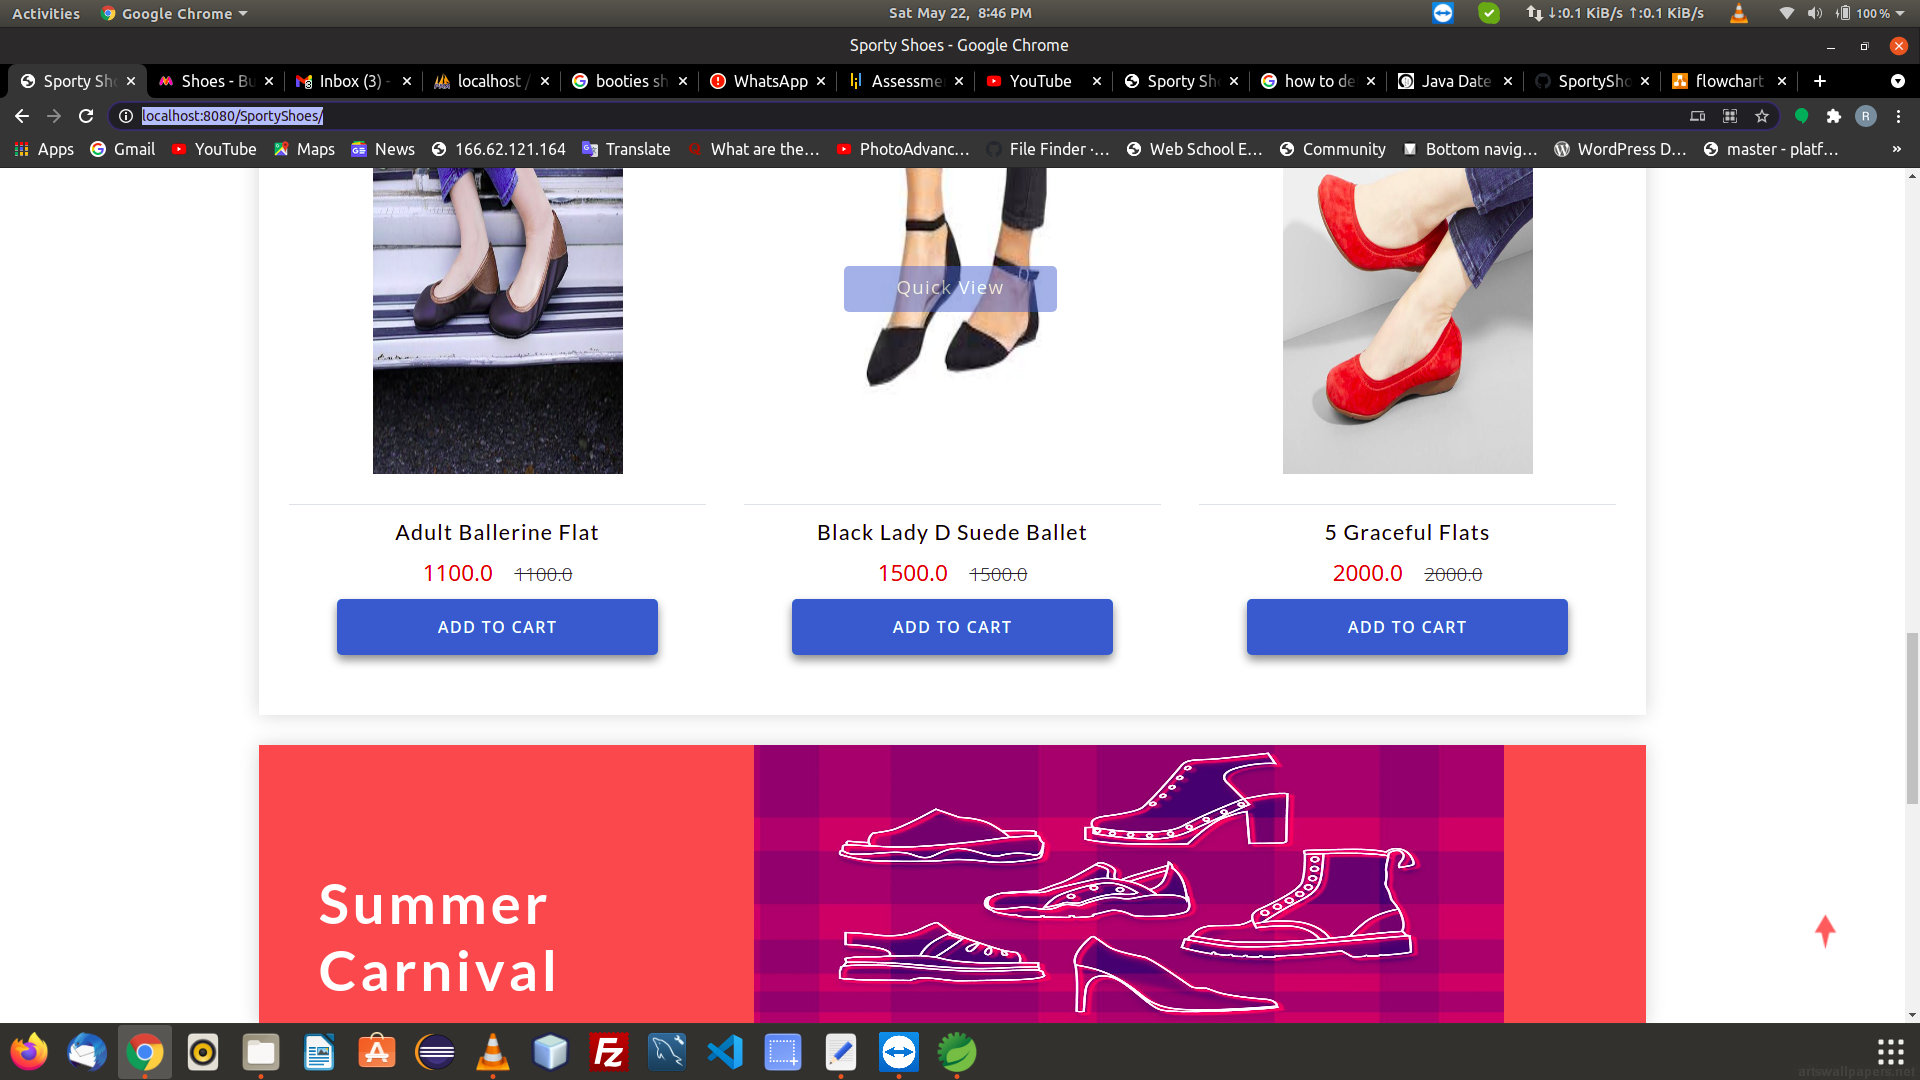 Activities Google Chrome Sat May 22, 8:46 PM ↓:0.1 KiB/s ↑:0.1 KiB/s 100 %
Sporty Shoes - Google Chrome
Sporty Sh Shoes - Bu Inbox (3) - localhost / booties sh WhatsApp Assessme YouTube Sporty Sh how to de Java Date SportySho flowchart
localhost:8080/SportyShoes/ R
Apps Gmail YouTube Maps News 166.62.121.164 Translate What are the... PhotoAdvanc... File Finder ·... Web School E... Community Bottom navig... WordPress D... master - platf... »
Quick View
Adult Ballerine Flat Black Lady D Suede Ballet 5 Graceful Flats
1100.0 1100.0 1500.0 1500.0 2000.0 2000.0
ADD TO CART ADD TO CART ADD TO CART
Summer
Carnival
artswallpapers.net